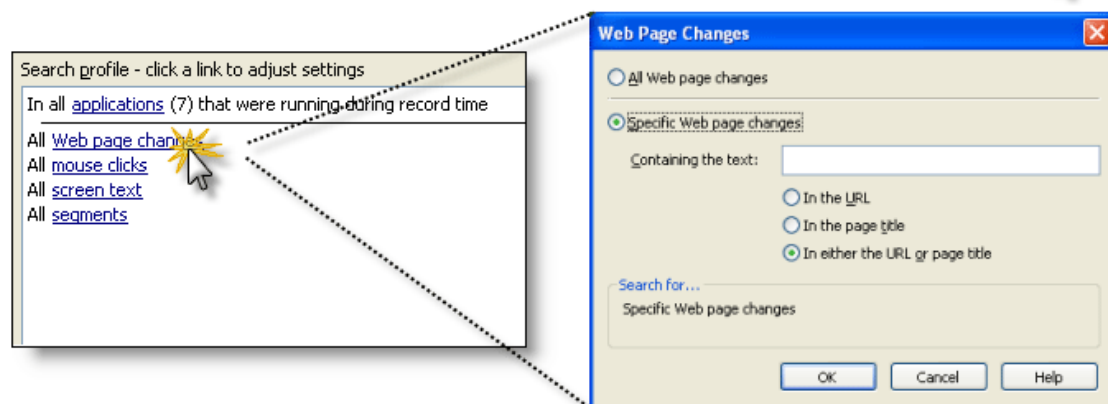 Search profile - click a link to adjust settings
In all applications (7) that were running during record time
All Web page changes
All mouse clicks
All screen text
All segments
Web Page Changes
All Web page changes
Specific Web page changes
Containing the text:
In the URL
In the page title
In either the URL or page title
Search for...
Specific Web page changes
OK
Cancel
Help